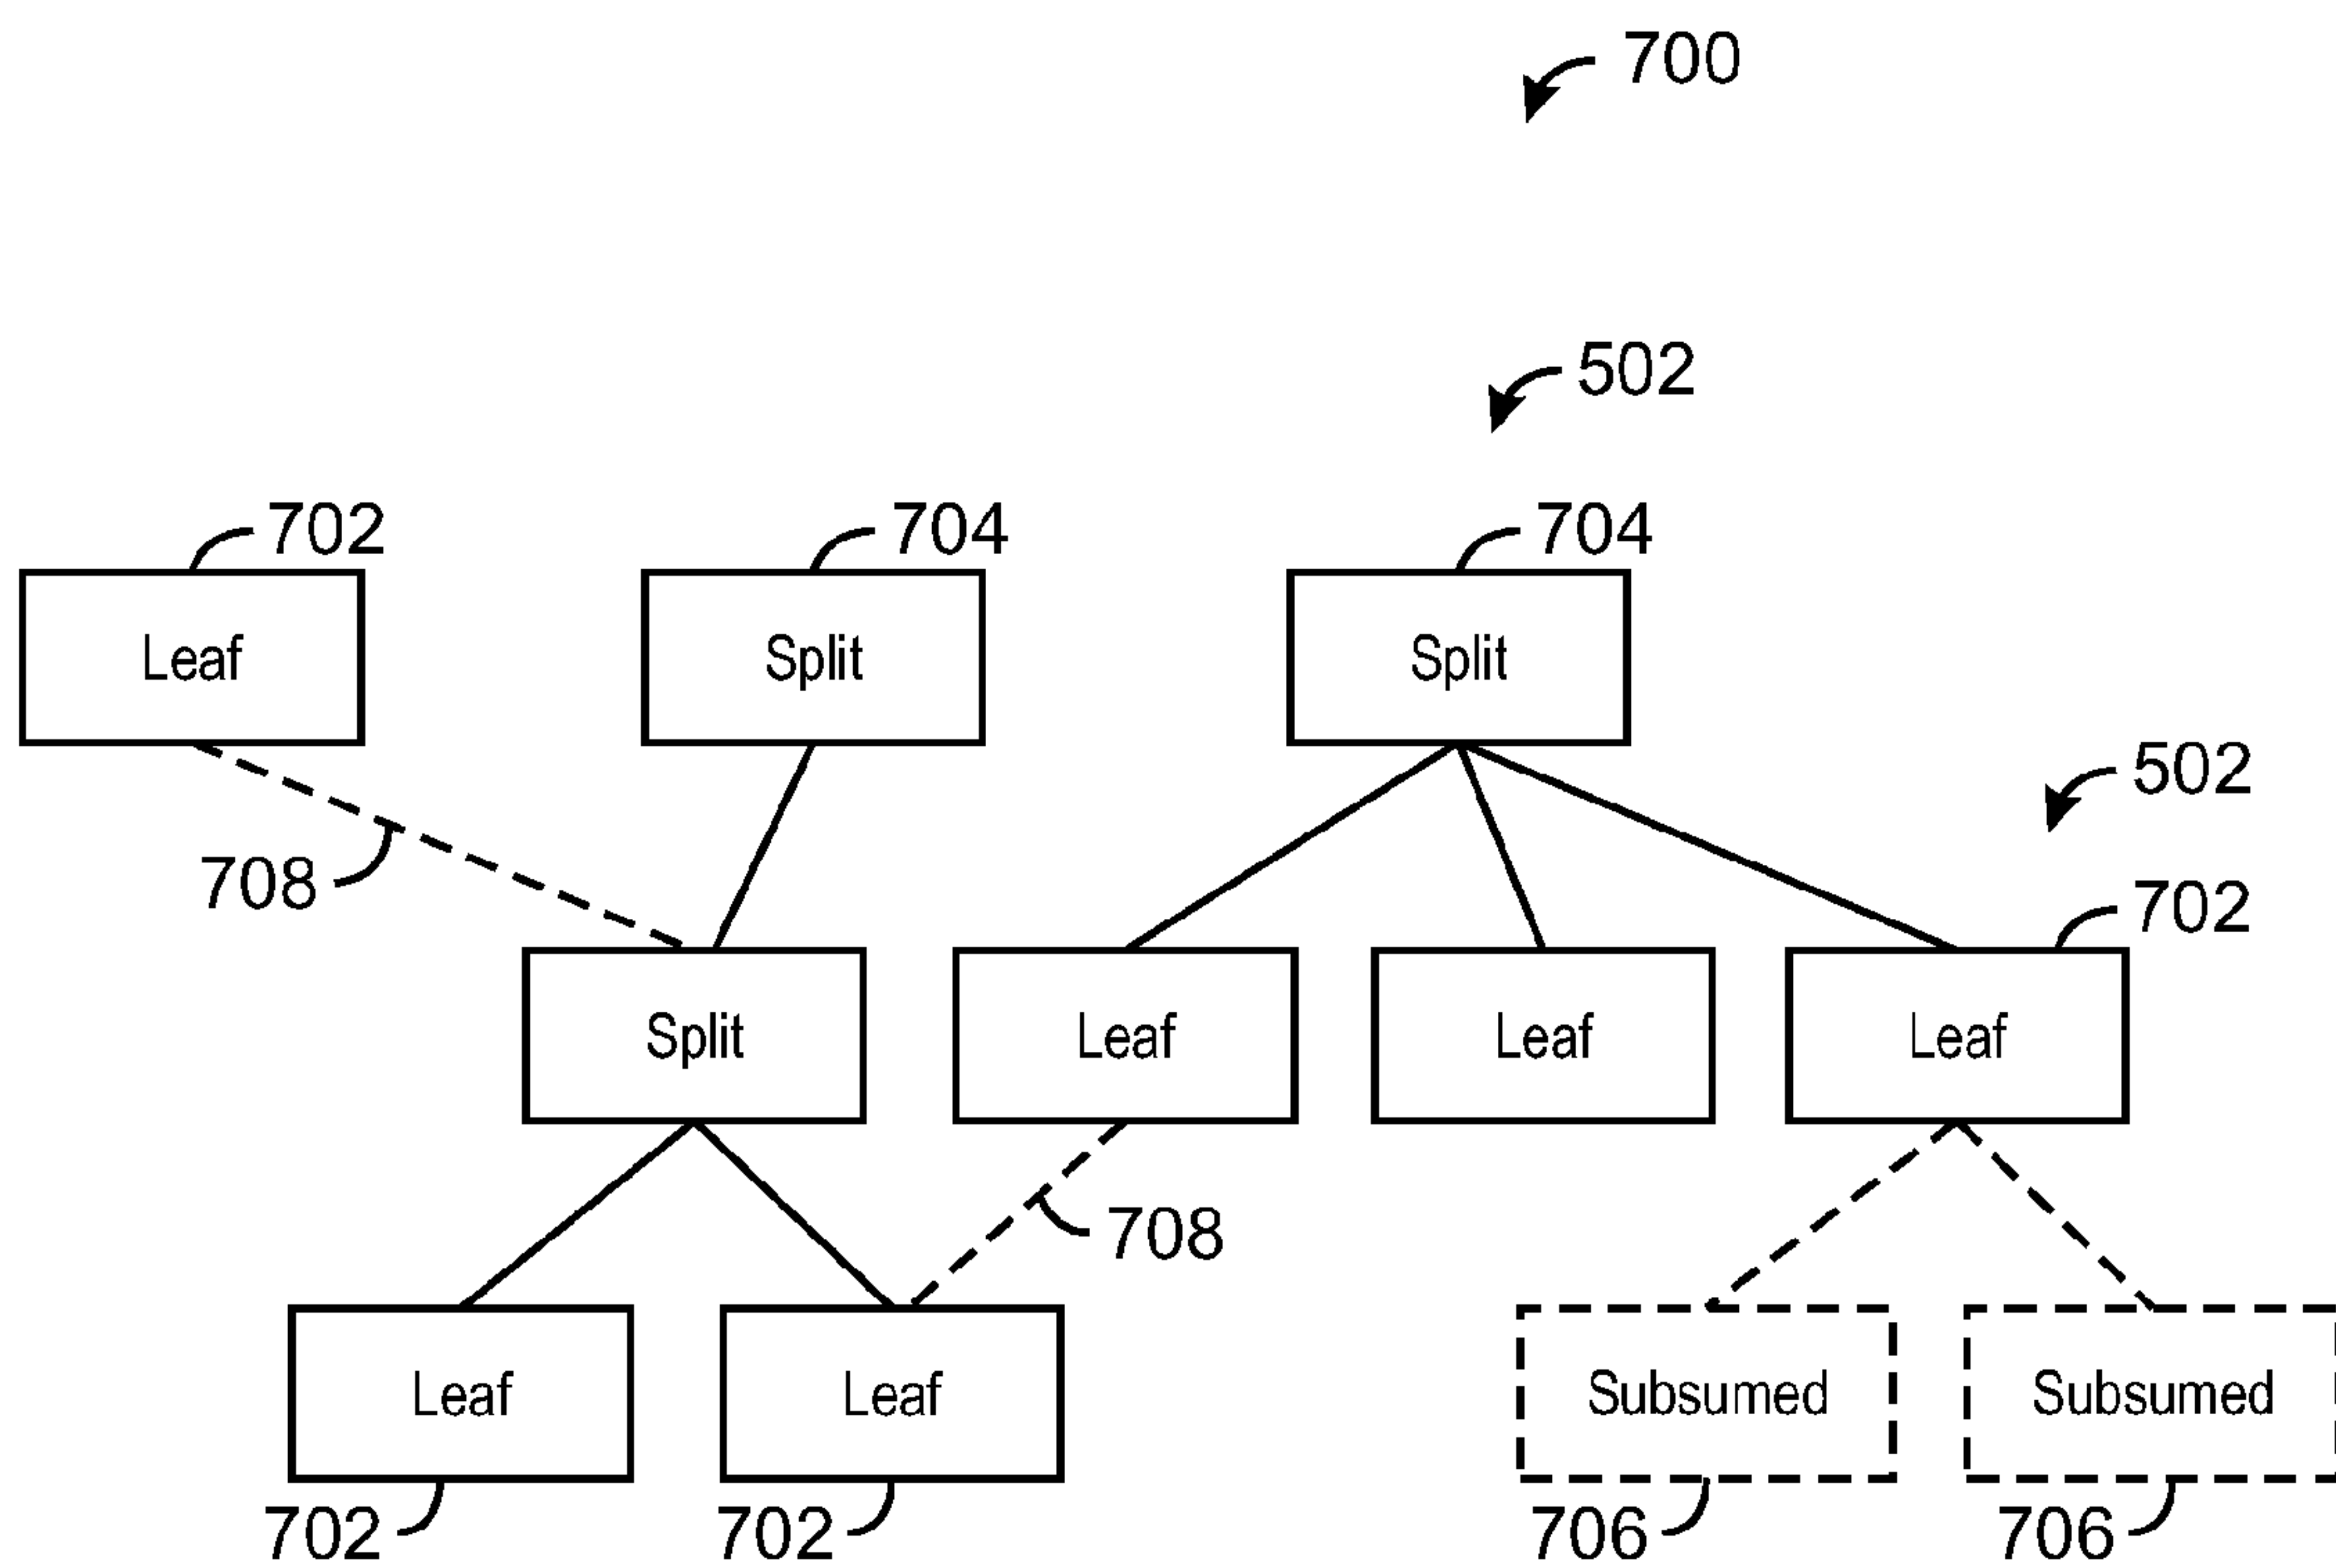 700
502
702 704 704
Leaf Split Split
502
708 702
Split Leaf Leaf Leaf
708
Leaf Leaf Subsumed Subsumed
702 702 706 706